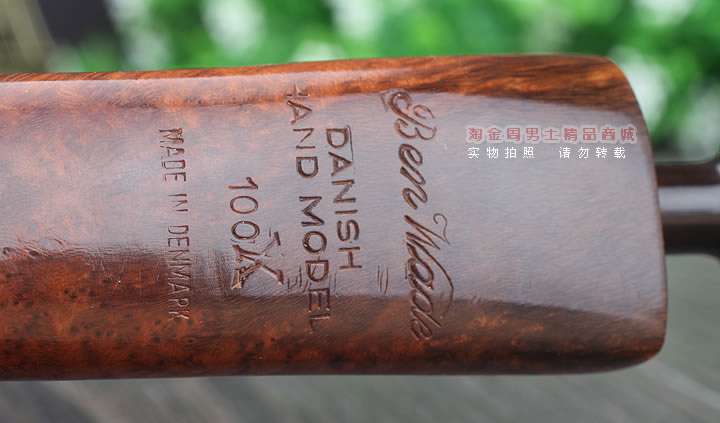 Ben Wade
DANISH
HAND MODEL
MADE IN DENMARK
淘金周男士精品商城
实物拍照 请勿转载